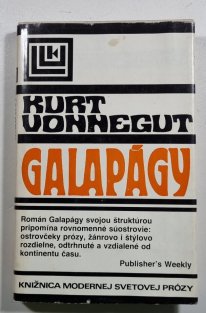 KURT
VONNEGUT
GALAPÁGY
Román Galapágy svojou štruktúrou
pripomína rovnomenné súostrovie:
ostrovčeky prózy, žánrovo i štýlovo
rozdielne, odtrhnuté a vzdialené od
kontinentu času.
Publisher's Weekly
KNIŽNICA MODERNEJ SVETOVEJ PRÓZY